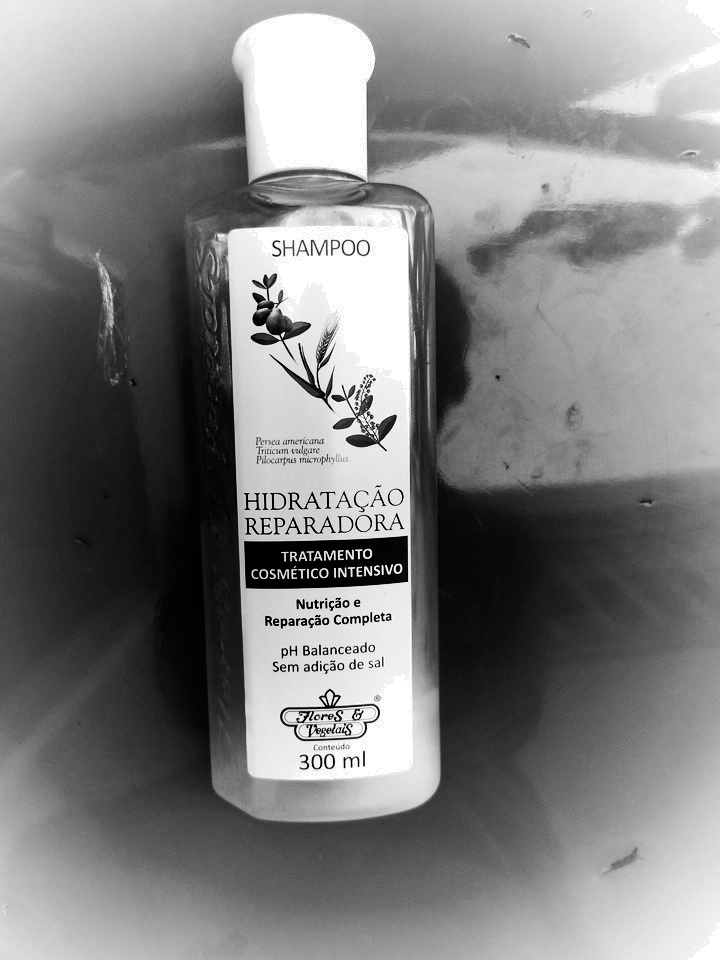 SHAMPOO
Persea americana
Triticum vulgare
Pilocarpus microphyllus
HIDRATAÇÃO
REPARADORA
TRATAMENTO
COSMÉTICO INTENSIVO
Nutrição e
Reparação Completa
pH Balanceado
Sem adição de sal
Flores &
Vegetais
®
Conteúdo
300 ml